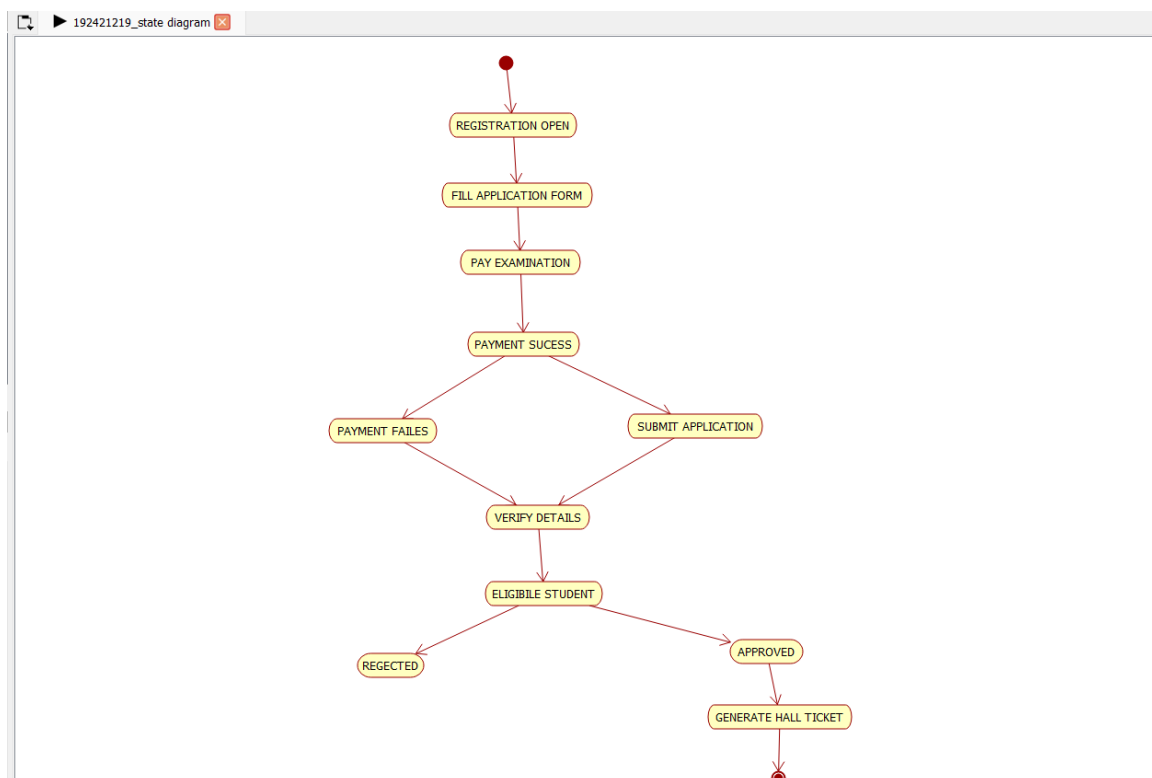 192421219_state diagram
REGISTRATION OPEN
FILL APPLICATION FORM
PAY EXAMINATION
PAYMENT SUCESS
PAYMENT FAILES
SUBMIT APPLICATION
VERIFY DETAILS
ELIGIBILE STUDENT
REGECTED
APPROVED
GENERATE HALL TICKET